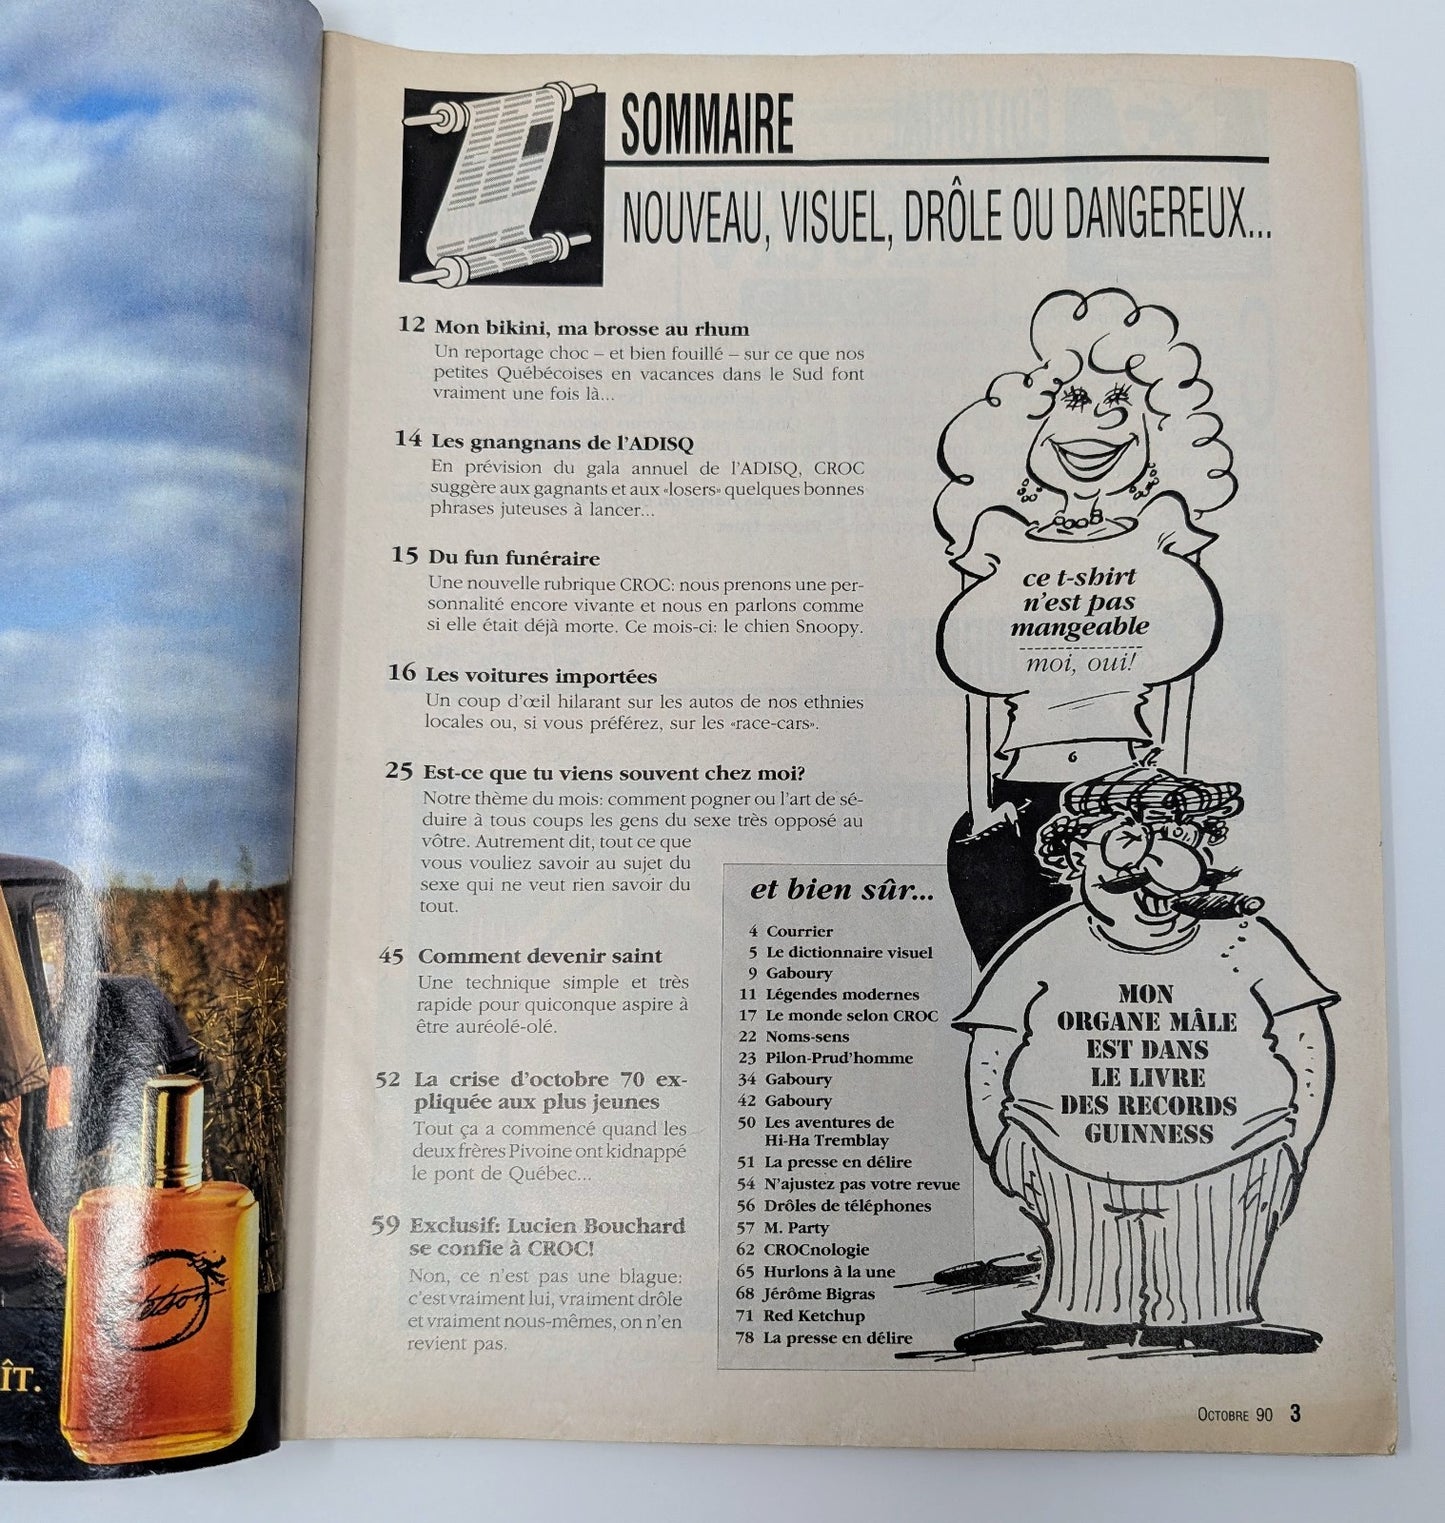 SOMMAIRE
NOUVEAU, VISUEL, DRÔLE OU DANGEREUX...
12 Mon bikini, ma brosse au rhum
Un reportage choc – et bien fouillé – sur ce que nos
petites Québécoises en vacances dans le Sud font
vraiment une fois là...
14 Les gnangnans de l'ADISQ
En prévision du gala annuel de l'ADISQ, CROC
suggère aux gagnants et aux «losers» quelques bonnes
phrases juteuses à lancer...
15 Du fun funéraire
Une nouvelle rubrique CROC: nous prenons une per-
sonnalité encore vivante et nous en parlons comme
si elle était déjà morte. Ce mois-ci: le chien Snoopy.
16 Les voitures importées
Un coup d'œil hilarant sur les autos de nos ethnies
locales ou, si vous préférez, sur les «race-cars».
25 Est-ce que tu viens souvent chez moi?
Notre thème du mois: comment pogner ou l'art de sé-
duire à tous coups les gens du sexe très opposé au
vôtre. Autrement dit, tout ce que
vous vouliez savoir au sujet du
sexe qui ne veut rien savoir du
tout.
45 Comment devenir saint
Une technique simple et très
rapide pour quiconque aspire à
être auréolé-olé.
52 La crise d'octobre 70 ex-
pliquée aux plus jeunes
Tout ça a commencé quand les
deux frères Pivoine ont kidnappé
le pont de Québec...
59 Exclusif: Lucien Bouchard
se confie à CROC!
Non, ce n'est pas une blague:
c'est vraiment lui, vraiment drôle
et vraiment nous-mêmes, on n'en
revient pas.
et bien sûr...
4 Courrier
5 Le dictionnaire visuel
9 Gaboury
11 Légendes modernes
17 Le monde selon CROC
22 Noms-sens
23 Pilon-Prud'homme
34 Gaboury
42 Gaboury
50 Les aventures de
Hi-Ha Tremblay
51 La presse en délire
54 N'ajustez pas votre revue
56 Drôles de téléphones
57 M. Party
62 CROCnologie
65 Hurlons à la une
68 Jérôme Bigras
71 Red Ketchup
78 La presse en délire
ce t-shirt
n'est pas
mangeable
moi, oui!
MON
ORGANE MÂLE
EST DANS
LE LIVRE
DES RECORDS
GUINNESS
OCTOBRE 90 3
Stetson
ÎT.